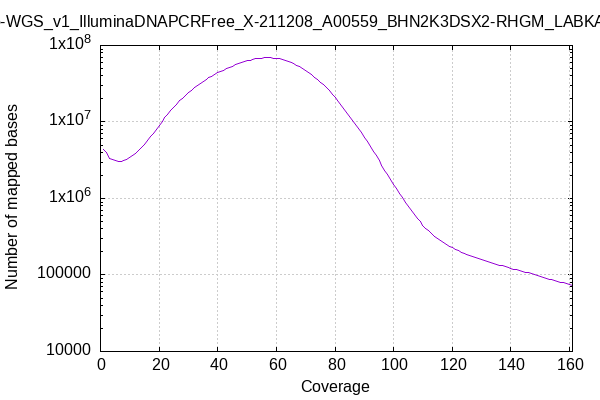 -WGS_v1_IlluminaDNAPCRFree_X-211208_A00559_BHN2K3DSX2-RHGM_LABKA
1x10^8
1x10^7
1x10^6
100000
10000
Number of mapped bases
0 20 40 60 80 100 120 140 160
Coverage